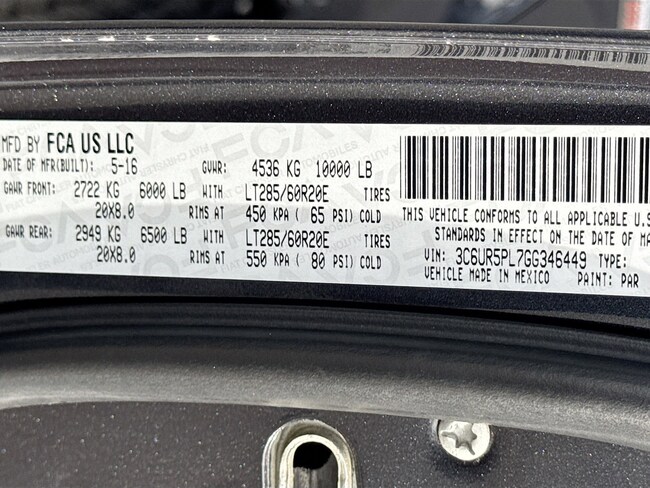 MFD BY FCA US LLC
DATE OF MFR(BUILT): 5-16 GVWR: 4536 KG 10000 LB
GAWR FRONT: 2722 KG 6000 LB WITH LT285/60R20E TIRES
20X8.0 RIMS AT 450 KPA ( 65 PSI) COLD
GAWR REAR: 2949 KG 6500 LB WITH LT285/60R20E TIRES
20X8.0 RIMS AT 550 KPA ( 80 PSI) COLD
THIS VEHICLE CONFORMS TO ALL APPLICABLE U.S
STANDARDS IN EFFECT ON THE DATE OF MA
VIN: 3C6UR5PL7GG346449 TYPE:
VEHICLE MADE IN MEXICO PAINT: PAR